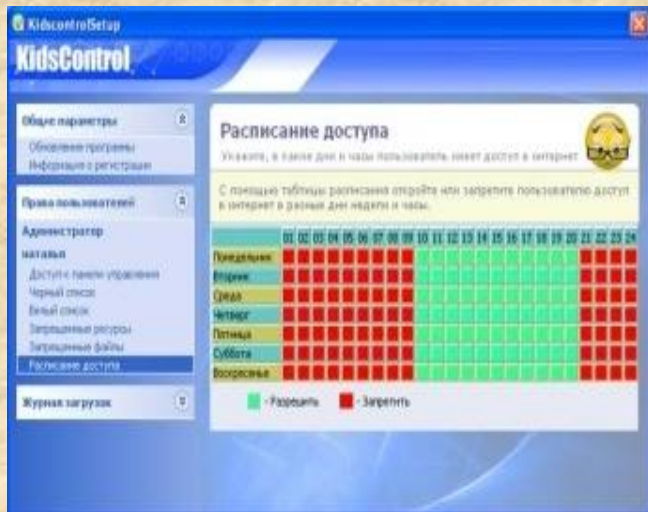 KidscontrolSetup
KidsControl
Общие параметры
Обновление программы
Информация о регистрации
Права пользователей
Администратор
наталья
Доступ к панели управления
Черный список
Белый список
Запрещенные ресурсы
Запрещенные файлы
Расписание доступа
Журнал загрузок
Расписание доступа
Укажите, в какие дни и часы пользователь имеет доступ в интернет
С помощью таблицы расписания откройте или запретите пользователю доступ
в интернет в разные дни недели и часы.
01 02 03 04 05 06 07 08 09 10 11 12 13 14 15 16 17 18 19 20 21 22 23 24
Понедельник
Вторник
Среда
Четверг
Пятница
Суббота
Воскресенье
- Разрешить - Запретить